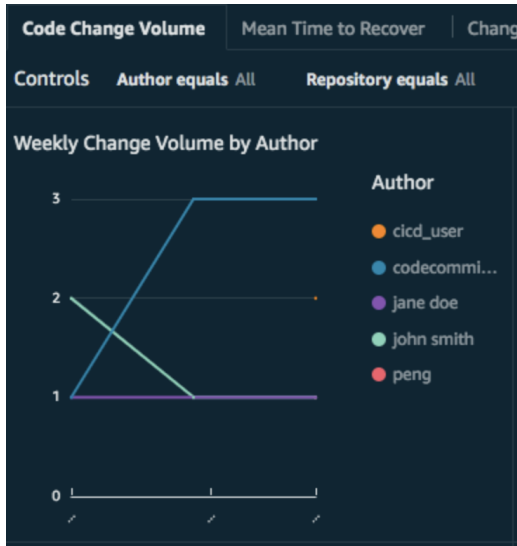 Code Change Volume Mean Time to Recover Chang
Controls Author equals All Repository equals All
Weekly Change Volume by Author
Author
cicd_user
codecommi...
jane doe
john smith
peng
3
2
1
0